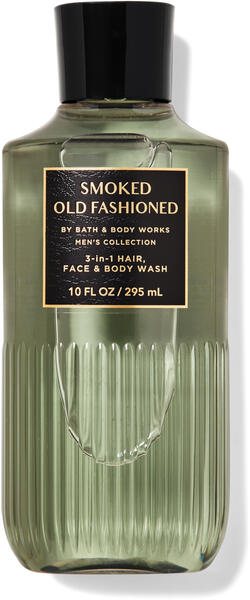 SMOKED
OLD FASHIONED
BY BATH & BODY WORKS
MEN'S COLLECTION
3-in-1 HAIR,
FACE & BODY WASH
10 FL OZ / 295 mL